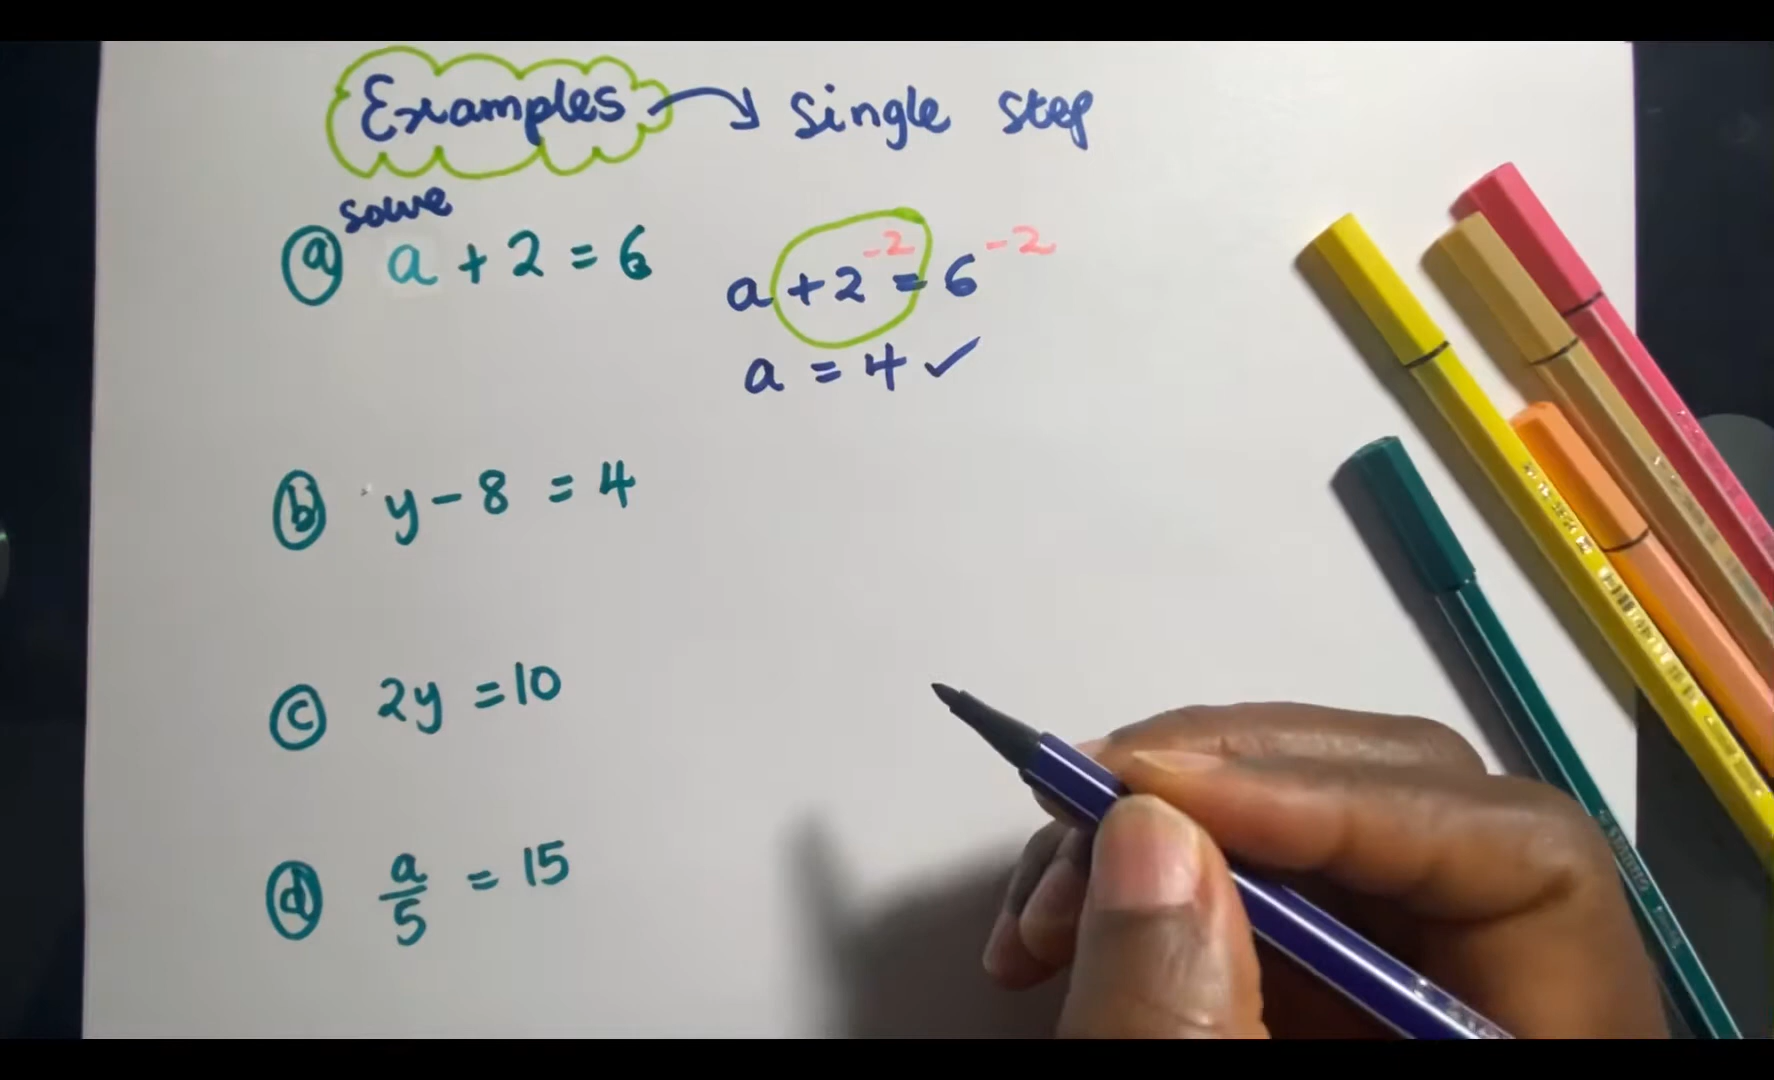 Examples → single step
solve
ⓐ a + 2 = 6
a + 2 -2 = 6 -2
a = 4 ✓
ⓑ y - 8 = 4
ⓒ 2y = 10
ⓓ a/5 = 15